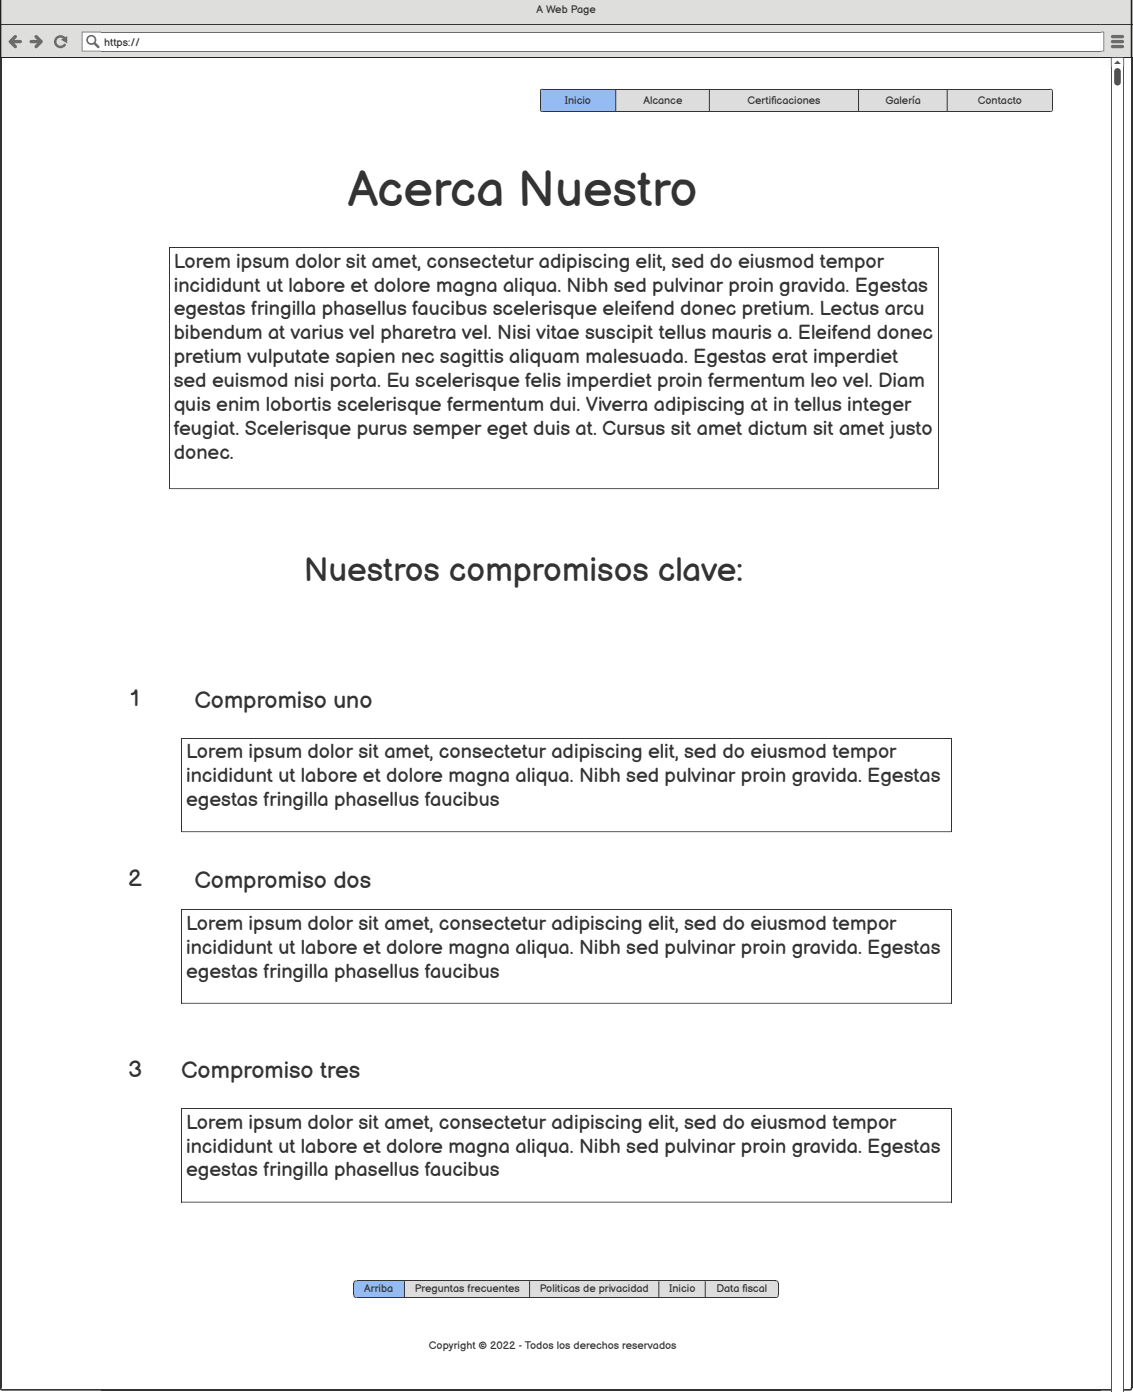 A Web Page
https://
Inicio Alcance Certificaciones Galería Contacto
Acerca Nuestro
Lorem ipsum dolor sit amet, consectetur adipiscing elit, sed do eiusmod tempor
incididunt ut labore et dolore magna aliqua. Nibh sed pulvinar proin gravida. Egestas
egestas fringilla phasellus faucibus scelerisque eleifend donec pretium. Lectus arcu
bibendum at varius vel pharetra vel. Nisi vitae suscipit tellus mauris a. Eleifend donec
pretium vulputate sapien nec sagittis aliquam malesuada. Egestas erat imperdiet
sed euismod nisi porta. Eu scelerisque felis imperdiet proin fermentum leo vel. Diam
quis enim lobortis scelerisque fermentum dui. Viverra adipiscing at in tellus integer
feugiat. Scelerisque purus semper eget duis at. Cursus sit amet dictum sit amet justo
donec.
Nuestros compromisos clave:
1 Compromiso uno
Lorem ipsum dolor sit amet, consectetur adipiscing elit, sed do eiusmod tempor
incididunt ut labore et dolore magna aliqua. Nibh sed pulvinar proin gravida. Egestas
egestas fringilla phasellus faucibus
2 Compromiso dos
Lorem ipsum dolor sit amet, consectetur adipiscing elit, sed do eiusmod tempor
incididunt ut labore et dolore magna aliqua. Nibh sed pulvinar proin gravida. Egestas
egestas fringilla phasellus faucibus
3 Compromiso tres
Lorem ipsum dolor sit amet, consectetur adipiscing elit, sed do eiusmod tempor
incididunt ut labore et dolore magna aliqua. Nibh sed pulvinar proin gravida. Egestas
egestas fringilla phasellus faucibus
Arriba Preguntas frecuentes Politicas de privacidad Inicio Data fiscal
Copyright © 2022 - Todos los derechos reservados